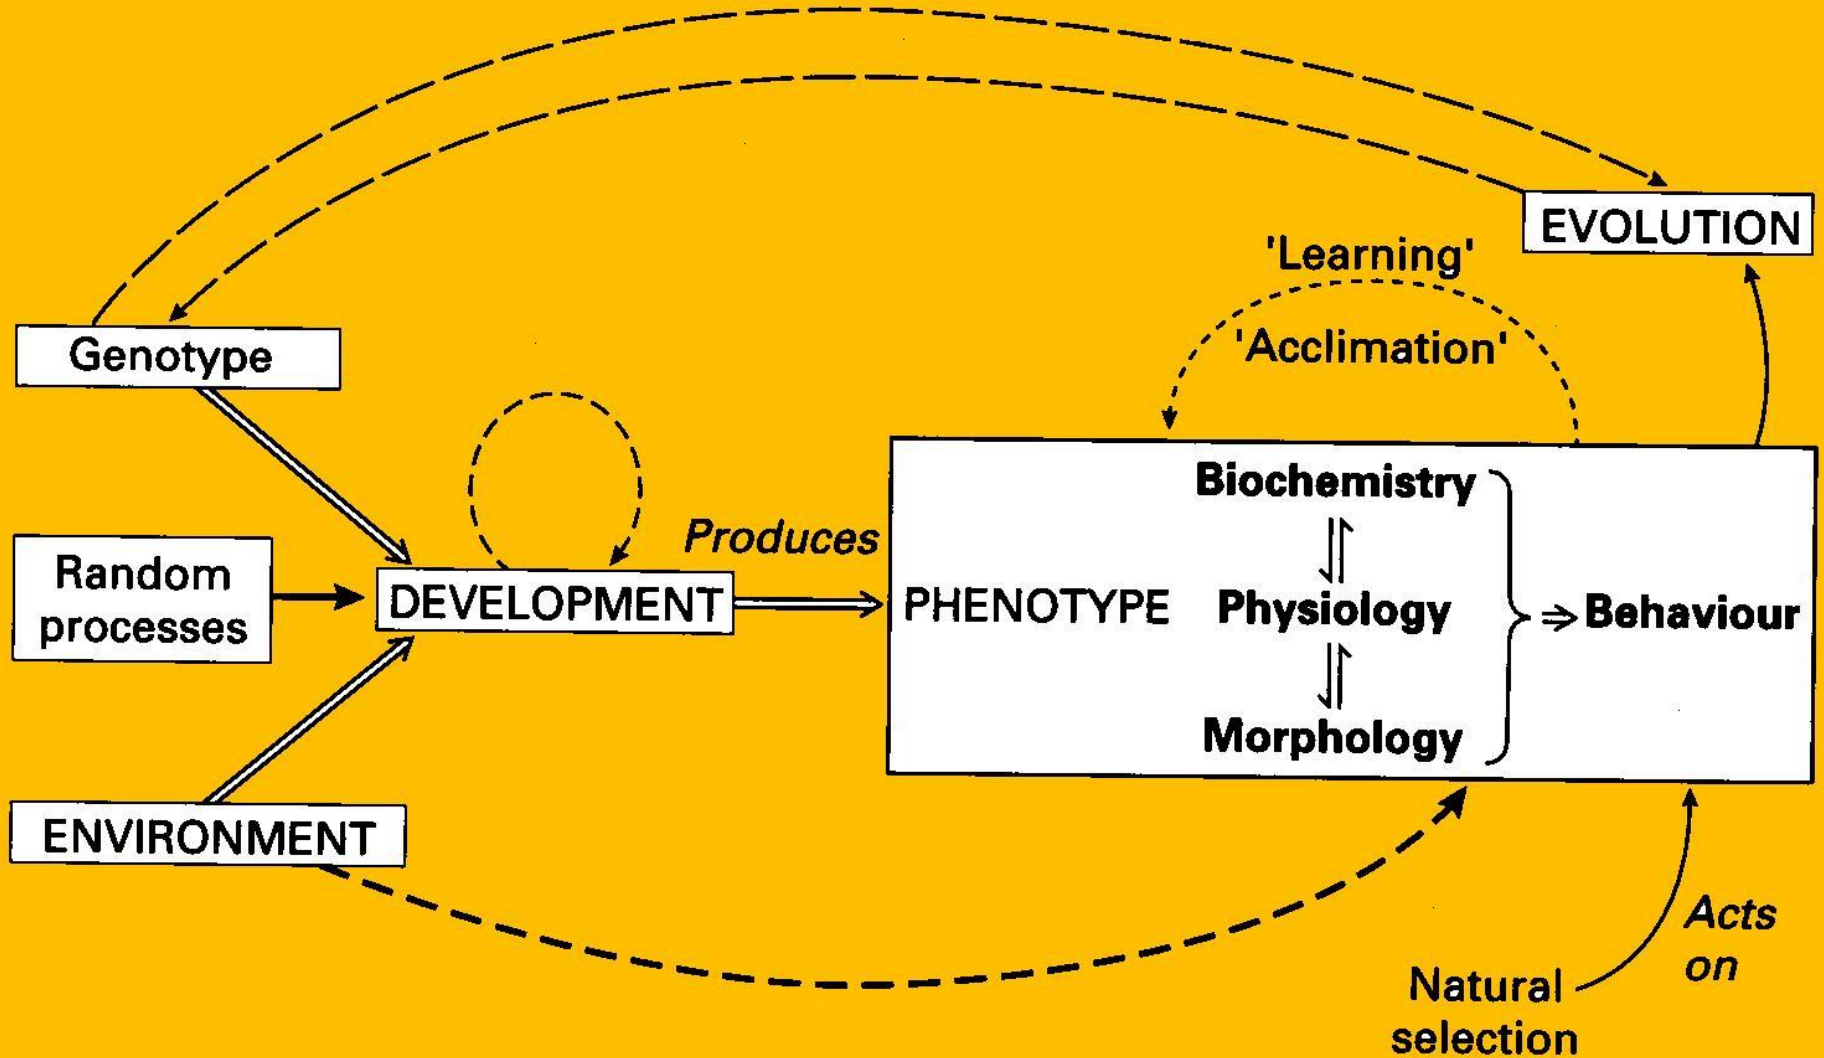 EVOLUTION
'Learning'
'Acclimation'
Genotype
Biochemistry
Produces
Random
processes
DEVELOPMENT
PHENOTYPE
Physiology
Behaviour
Morphology
ENVIRONMENT
Acts
on
Natural
selection